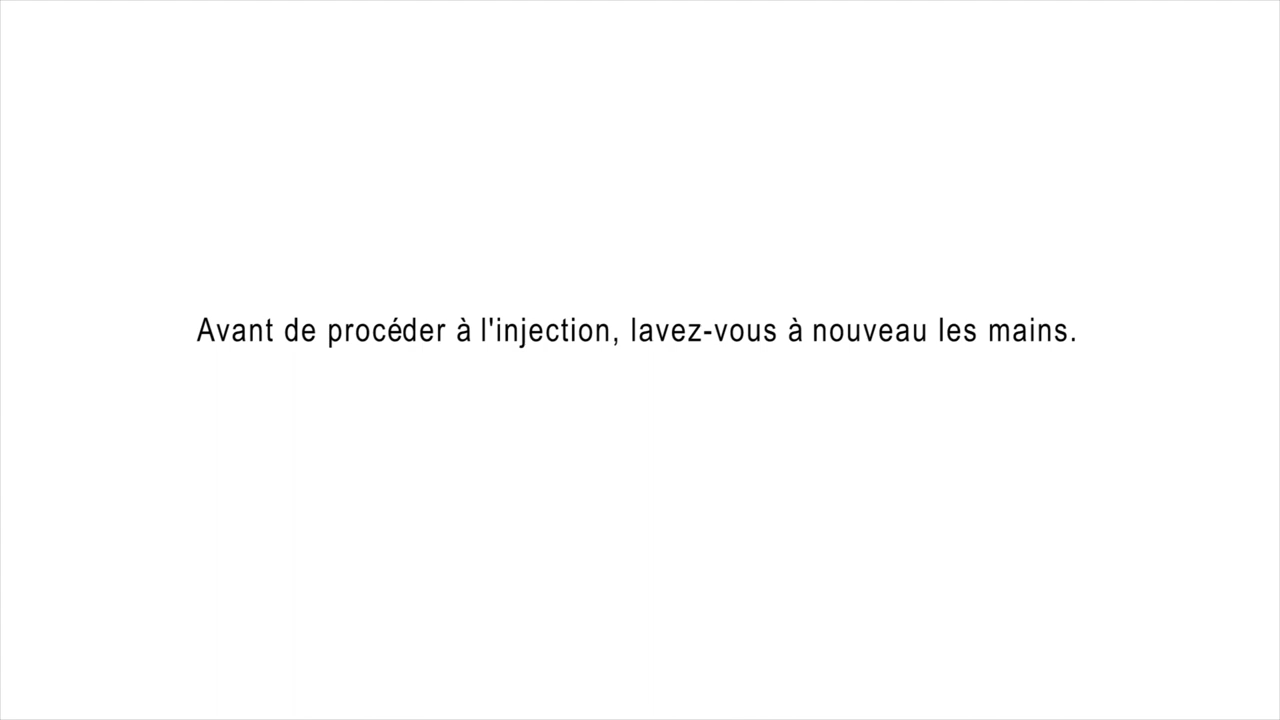 Avant de procéder à l'injection, lavez-vous à nouveau les mains.